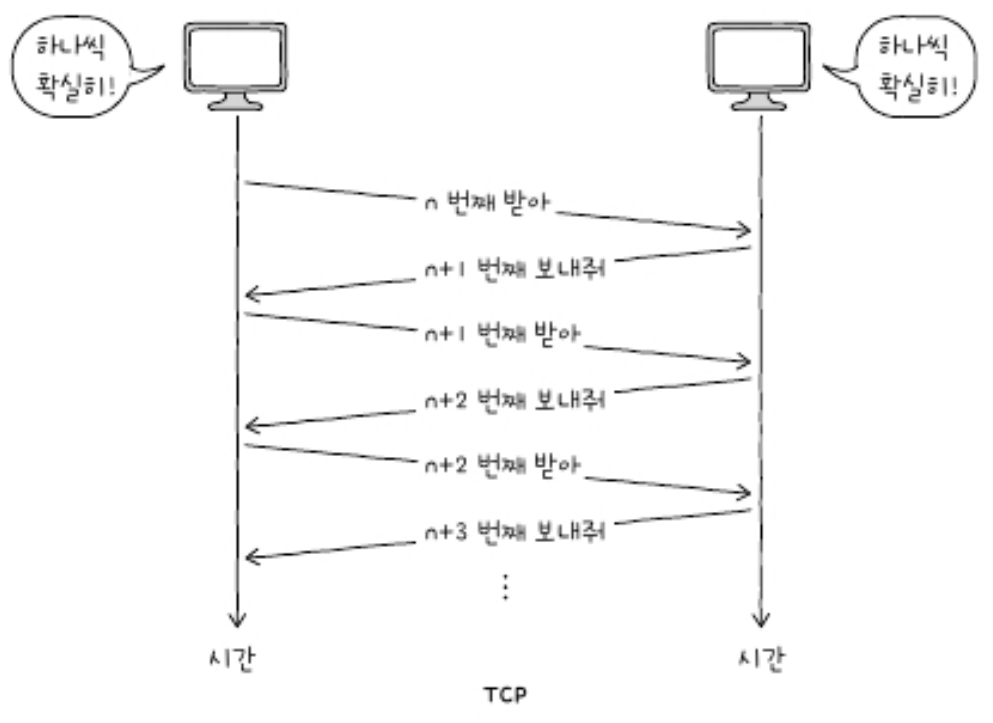 하나씩
확실히!
하나씩
확실히!
n 번째 받아
n+1 번째 보내줘
n+1 번째 받아
n+2 번째 보내줘
n+2 번째 받아
n+3 번째 보내줘
⋮
시간
시간
TCP